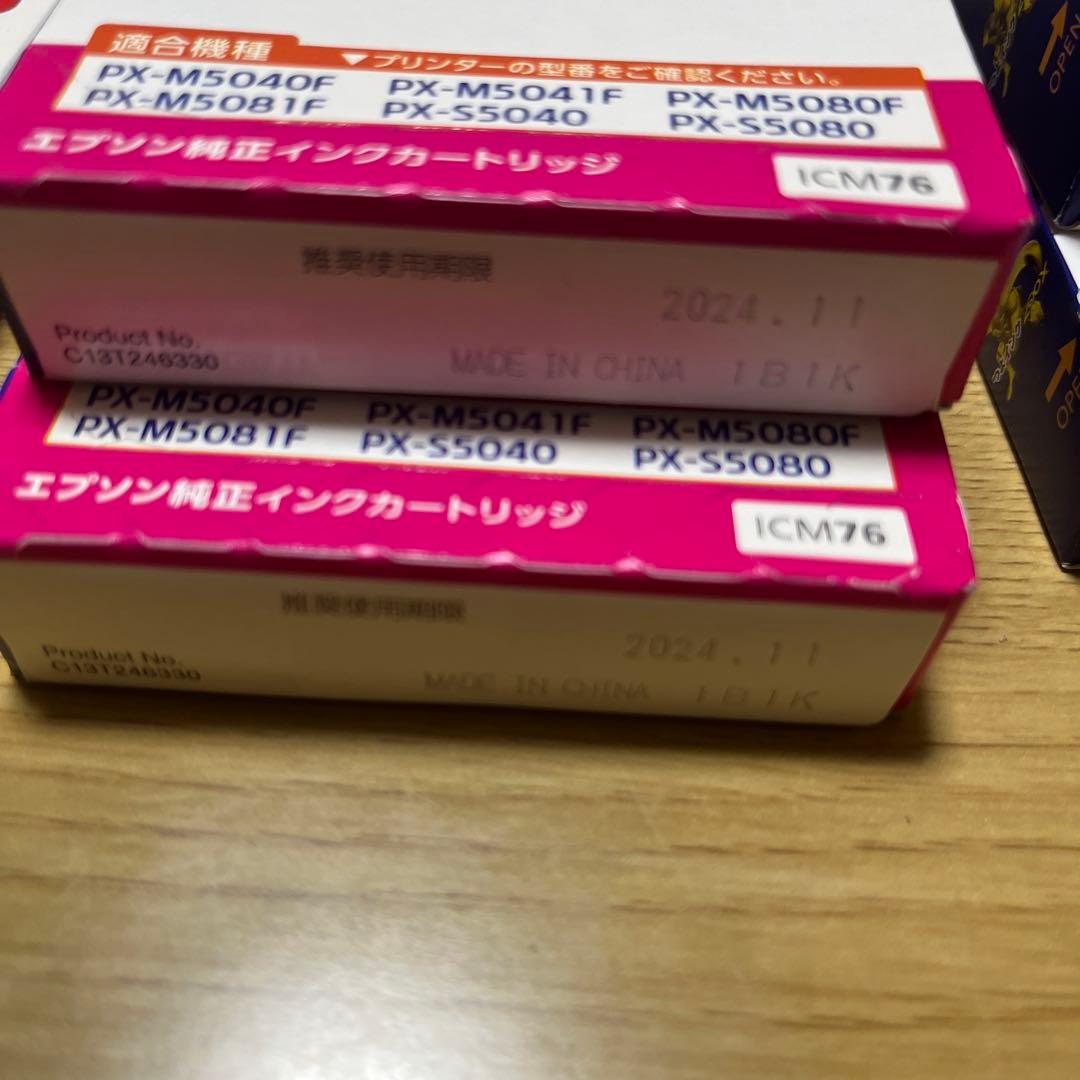 適合機種
▼プリンターの型番をご確認ください。
PX-M5040F PX-M5041F PX-M5080F
PX-M5081F PX-S5040 PX-S5080
エプソン純正インクカートリッジ
ICM76
推奨使用期限
2024.11
Product No.
C13T246330
MADE IN CHINA 1B1K
PX-M5040F PX-M5041F PX-M5080F
PX-M5081F PX-S5040 PX-S5080
エプソン純正インクカートリッジ
ICM76
推奨使用期限
2024.11
Product No.
C13T246330
MADE IN CHINA 1B1K
OPEN
OPE